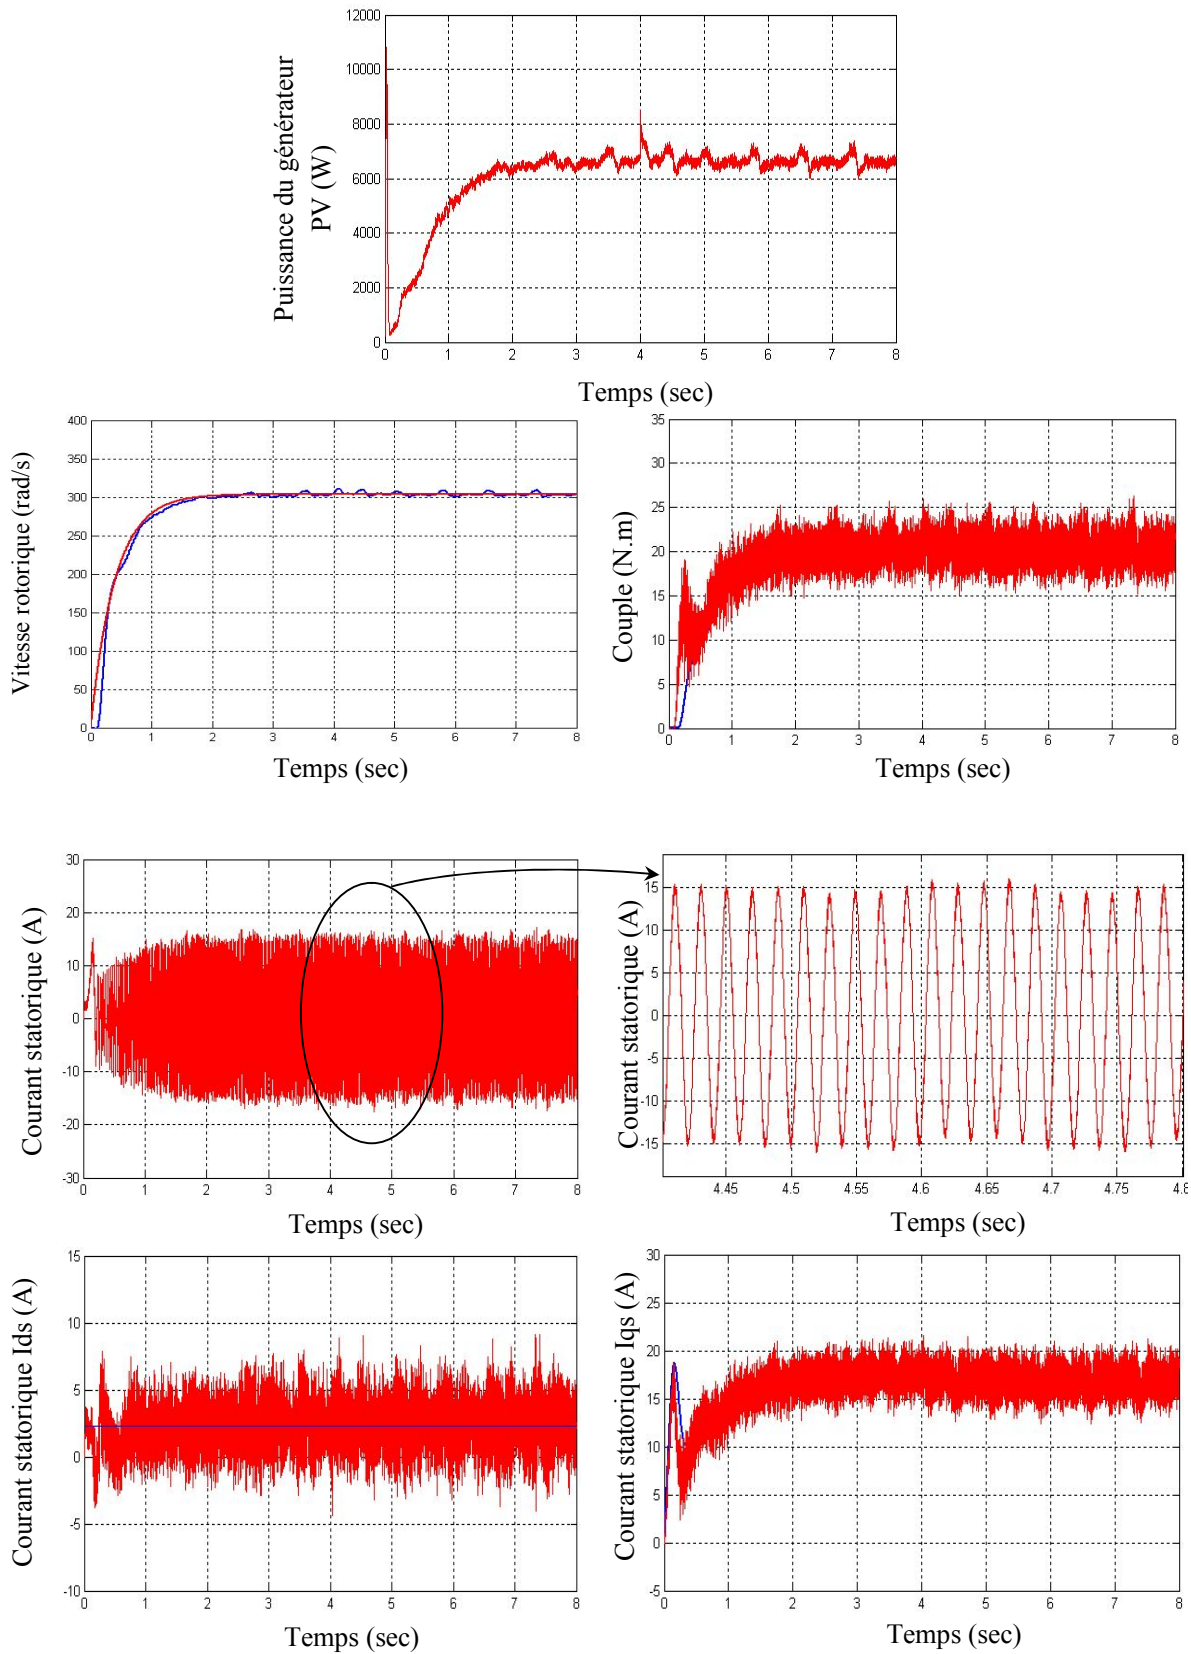 Puissance du générateur
PV (W)
12000
10000
8000
6000
4000
2000
0
0 1 2 3 4 5 6 7 8
Temps (sec)
Vitesse rotorique (rad/s)
400
350
300
250
200
150
100
50
0
0 1 2 3 4 5 6 7 8
Temps (sec)
Couple (N.m)
35
30
25
20
15
10
5
0
0 1 2 3 4 5 6 7 8
Temps (sec)
Courant statorique (A)
30
20
10
0
-10
-20
-30
0 1 2 3 4 5 6 7 8
Temps (sec)
Courant statorique (A)
15
10
5
0
-5
-10
-15
4.45 4.5 4.55 4.6 4.65 4.7 4.75 4.8
Temps (sec)
Courant statorique Ids (A)
15
10
5
0
-5
-10
0 1 2 3 4 5 6 7 8
Temps (sec)
Courant statorique Iqs (A)
30
25
20
15
10
5
0
-5
0 1 2 3 4 5 6 7 8
Temps (sec)